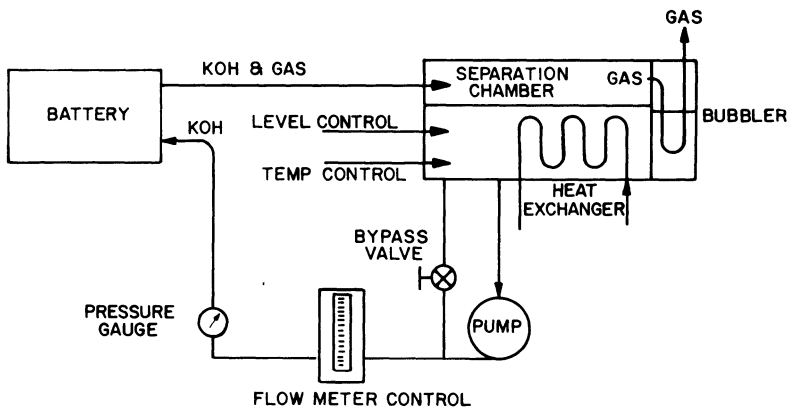 GAS
KOH & GAS
SEPARATION
CHAMBER
GAS
BATTERY
BUBBLER
KOH
LEVEL CONTROL
TEMP CONTROL
HEAT
EXCHANGER
BYPASS
VALVE
PRESSURE
GAUGE
PUMP
FLOW METER CONTROL